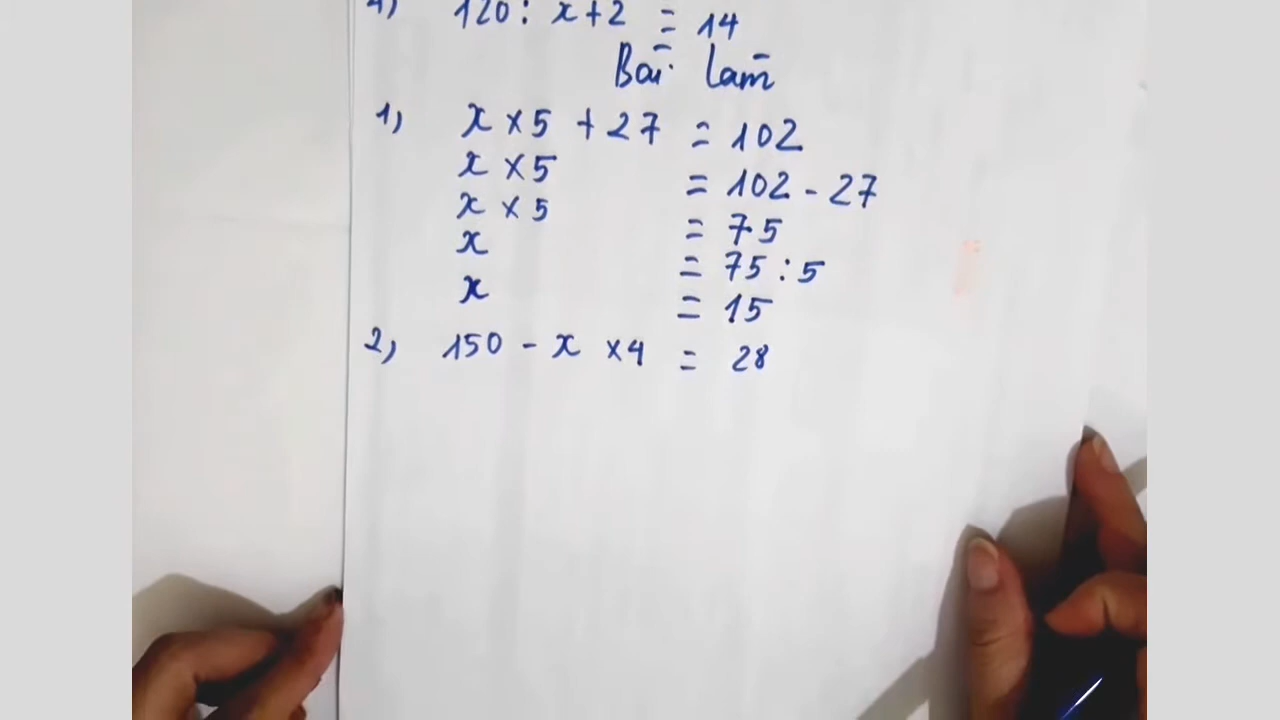 4) 120 : x + 2 = 14
Bài làm
1) x × 5 + 27 = 102
x × 5 = 102 - 27
x × 5 = 75
x = 75 : 5
x = 15
2) 150 - x × 4 = 28